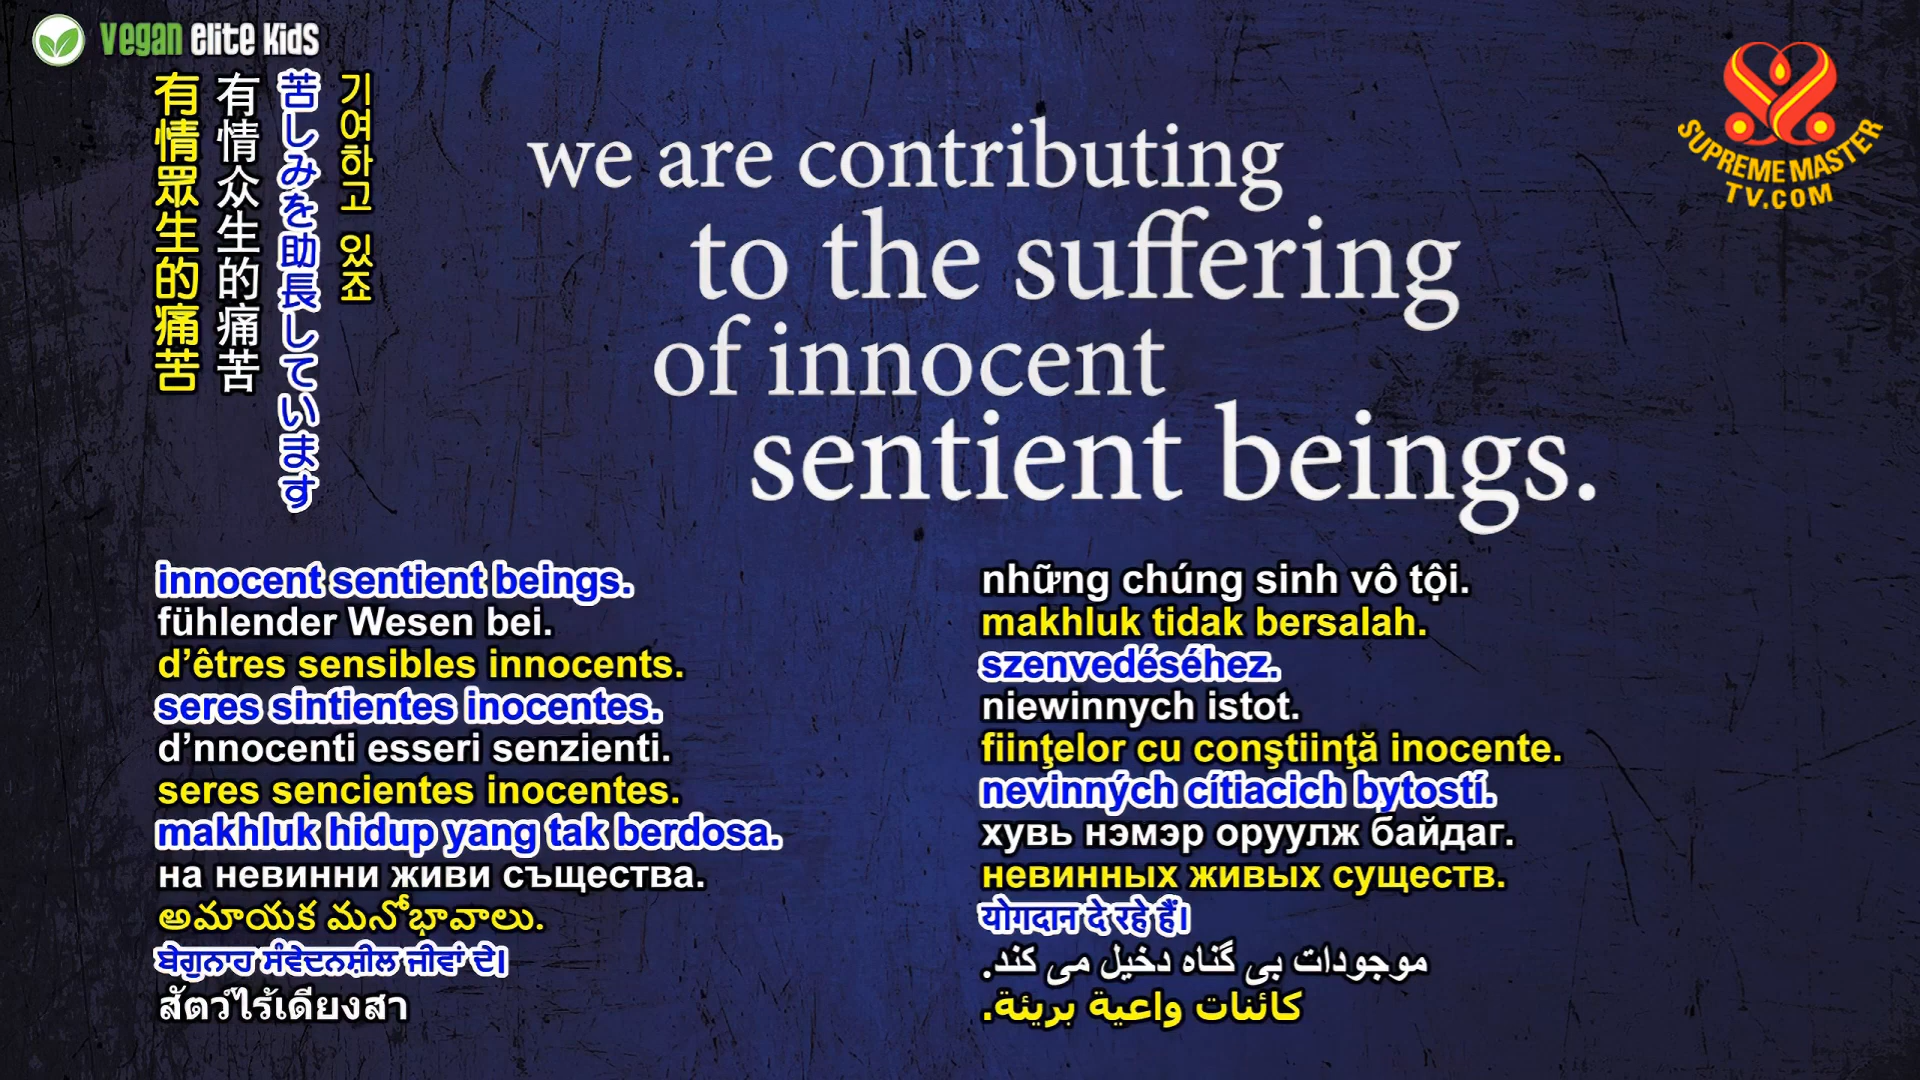 Vegan Elite Kids
有情眾生的痛苦
有情众生的痛苦
苦しみを助長しています
기여하고 있죠
we are contributing
to the suffering
of innocent
sentient beings.
SUPREME MASTER
TV.COM
innocent sentient beings.
fühlender Wesen bei.
d’êtres sensibles innocents.
seres sintientes inocentes.
d’nnocenti esseri senzienti.
seres sencientes inocentes.
makhluk hidup yang tak berdosa.
на невинни живи същества.
అమాయక మనోభావాలు.
ਬੇਗੁਨਾਹ ਸੰਵੇਦਨਸ਼ੀਲ ਜੀਵਾਂ ਦੇ।
สัตว์ไร้เดียงสา
những chúng sinh vô tội.
makhluk tidak bersalah.
szenvedéséhez.
niewinnych istot.
fiinţelor cu conştiinţă inocente.
nevinných cítiacich bytostí.
хувь нэмэр оруулж байдаг.
невинных живых существ.
योगदान दे रहे हैं।
موجودات بی گناه دخیل می کند.
كائنات واعية بريئة.